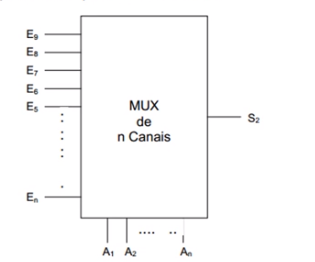 E9
E8
E7
E6
E5
MUX
de
n Canais
S2
En
A1 A2 .... .. An